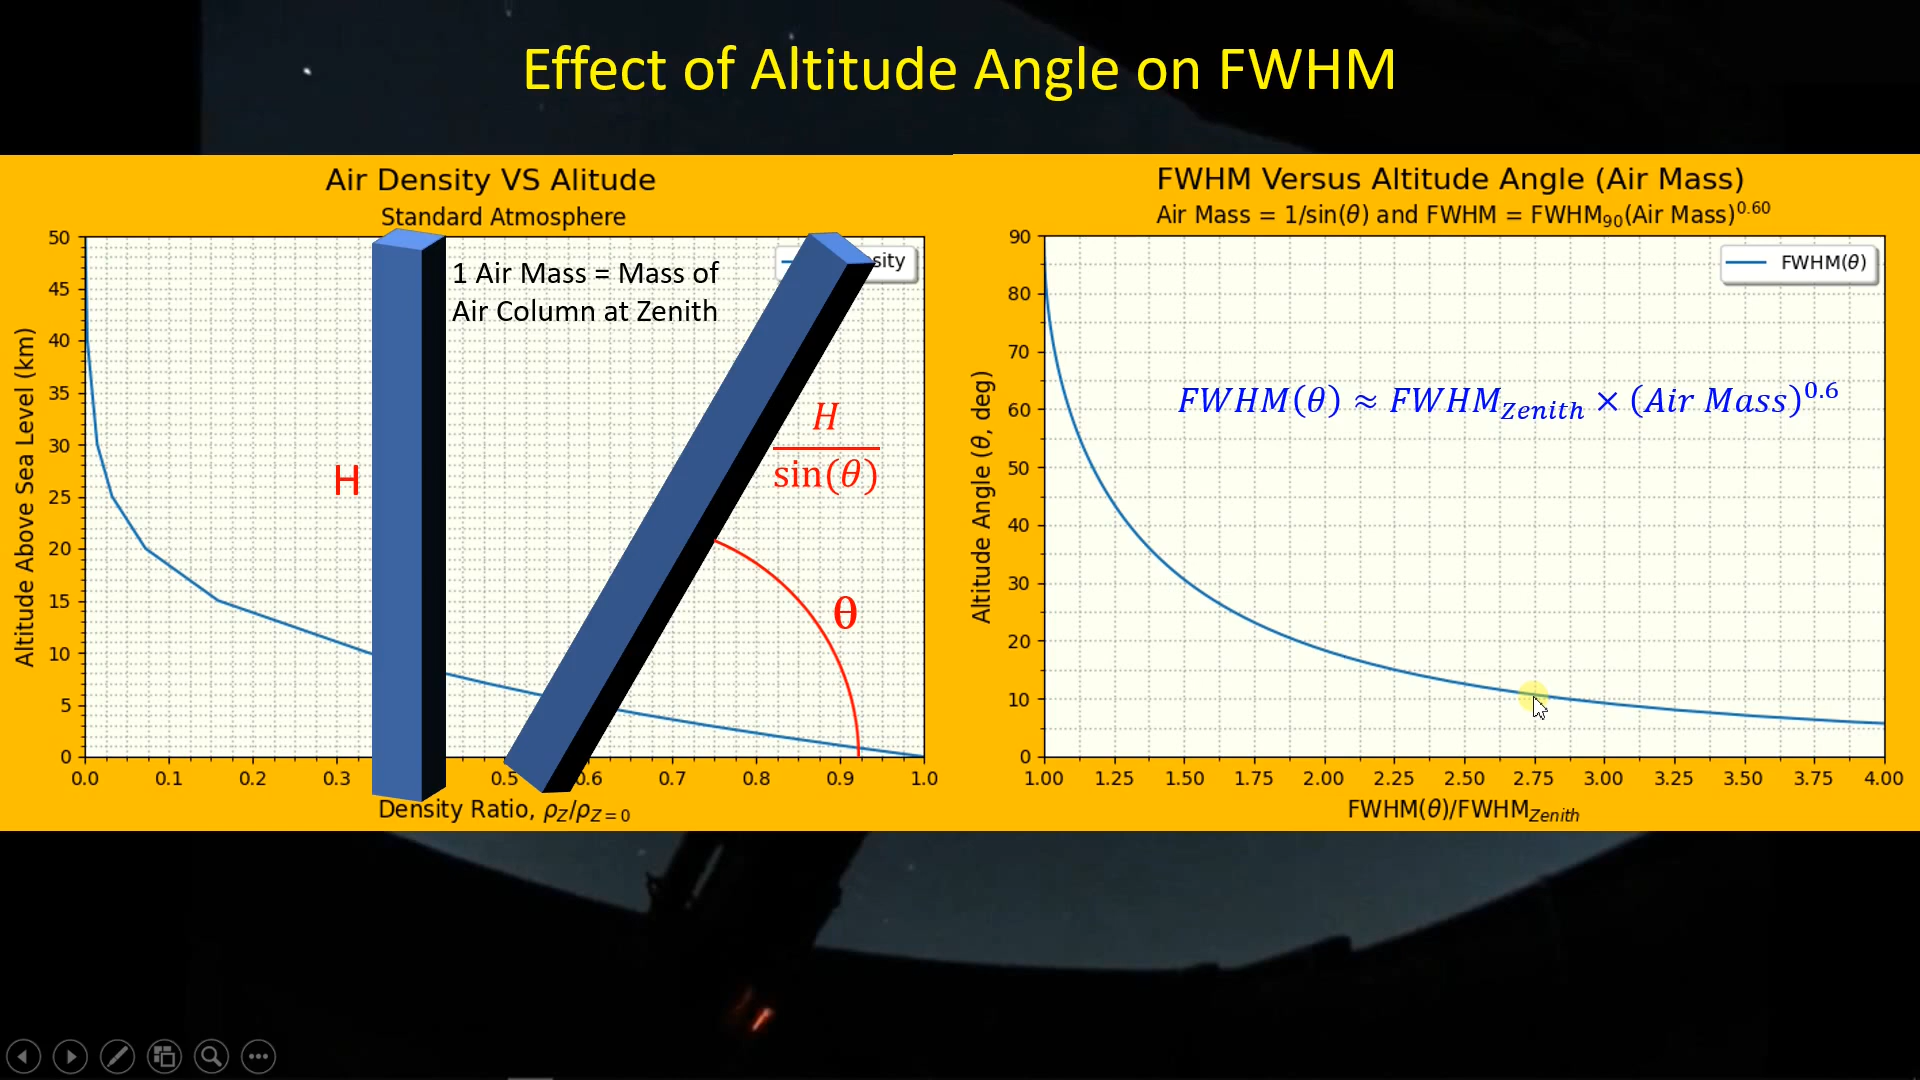 Effect of Altitude Angle on FWHM
Air Density VS Alitude
Standard Atmosphere
1 Air Mass = Mass of
Air Column at Zenith
sity
H
H
sin(θ)
θ
Altitude Above Sea Level (km)
50
45
40
35
30
25
20
15
10
5
0
0.0 0.1 0.2 0.3 0.5 0.6 0.7 0.8 0.9 1.0
Density Ratio, ρZ/ρZ=0
FWHM Versus Altitude Angle (Air Mass)
Air Mass = 1/sin(θ) and FWHM = FWHM90(Air Mass)^0.60
FWHM(θ)
FWHM(θ) ≈ FWHMZenith × (Air Mass)^0.6
Altitude Angle (θ, deg)
90
80
70
60
50
40
30
20
10
0
1.00 1.25 1.50 1.75 2.00 2.25 2.50 2.75 3.00 3.25 3.50 3.75 4.00
FWHM(θ)/FWHMZenith